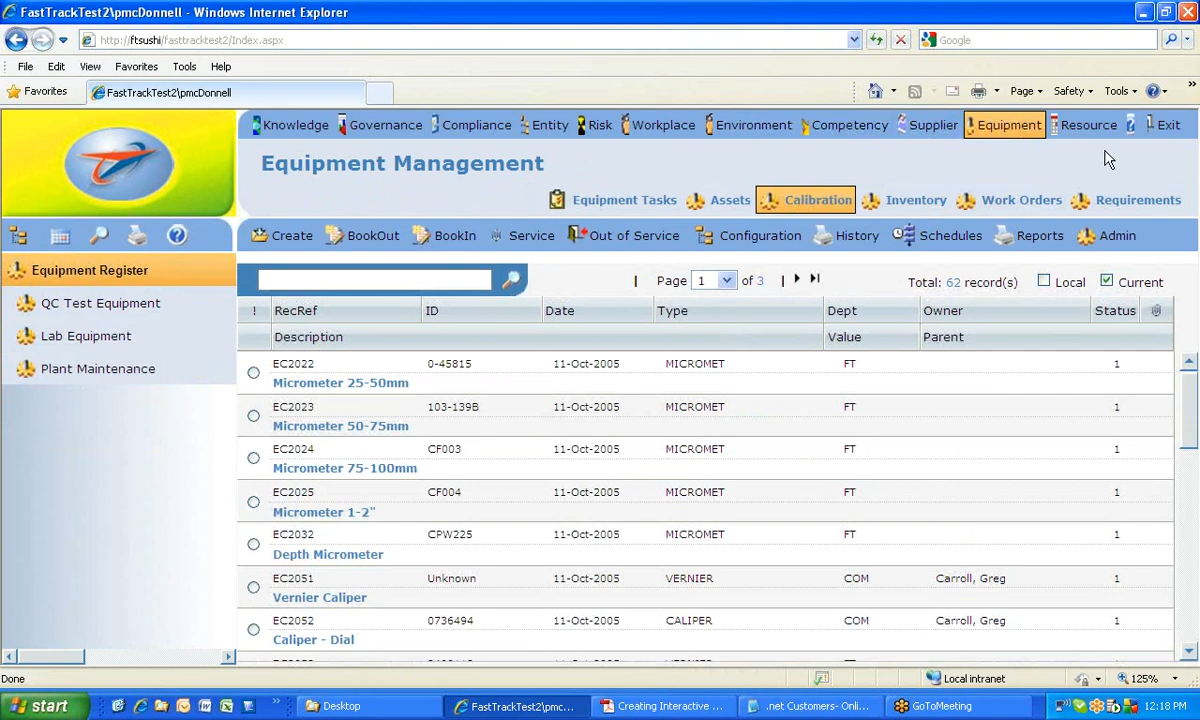 FastTrackTest2\pmcDonnell - Windows Internet Explorer
http://ftsushi/fasttracktest2/Index.aspx
Google
File Edit View Favorites Tools Help
Favorites FastTrackTest2\pmcDonnell Page Safety Tools »
Knowledge Governance Compliance Entity Risk Workplace Environment Competency Supplier Equipment Resource Exit
Equipment Management
Equipment Tasks Assets Calibration Inventory Work Orders Requirements
Create BookOut BookIn Service Out of Service Configuration History Schedules Reports Admin
Equipment Register
QC Test Equipment
Lab Equipment
Plant Maintenance
Page 1 of 3 Total: 62 record(s) Local Current
! RecRef ID Date Type Dept Owner Status
Description Value Parent
EC2022 0-45815 11-Oct-2005 MICROMET FT 1
Micrometer 25-50mm
EC2023 103-139B 11-Oct-2005 MICROMET FT 1
Micrometer 50-75mm
EC2024 CF003 11-Oct-2005 MICROMET FT 1
Micrometer 75-100mm
EC2025 CF004 11-Oct-2005 MICROMET FT 1
Micrometer 1-2"
EC2032 CPW225 11-Oct-2005 MICROMET FT 1
Depth Micrometer
EC2051 Unknown 11-Oct-2005 VERNIER COM Carroll, Greg 1
Vernier Caliper
EC2052 0736494 11-Oct-2005 CALIPER COM Carroll, Greg 1
Caliper - Dial
Done Local intranet 125%
start » Desktop FastTrackTest2\pmc... Creating Interactive ... .net Customers- Onli... GoToMeeting 12:18 PM